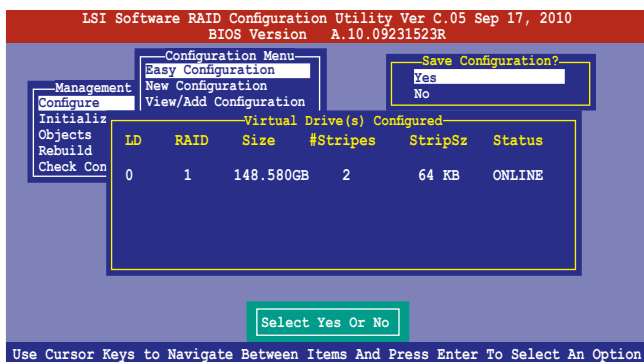 LSI Software RAID Configuration Utility Ver C.05 Sep 17, 2010
BIOS Version A.10.09231523R
Configuration Menu
Easy Configuration
New Configuration
View/Add Configuration
Save Configuration?
Yes
No
Management
Configure
Initializ
Objects
Rebuild
Check Con
Virtual Drive(s) Configured
LD RAID Size #Stripes StripSz Status
0 1 148.580GB 2 64 KB ONLINE
Select Yes Or No
Use Cursor Keys to Navigate Between Items And Press Enter To Select An Option